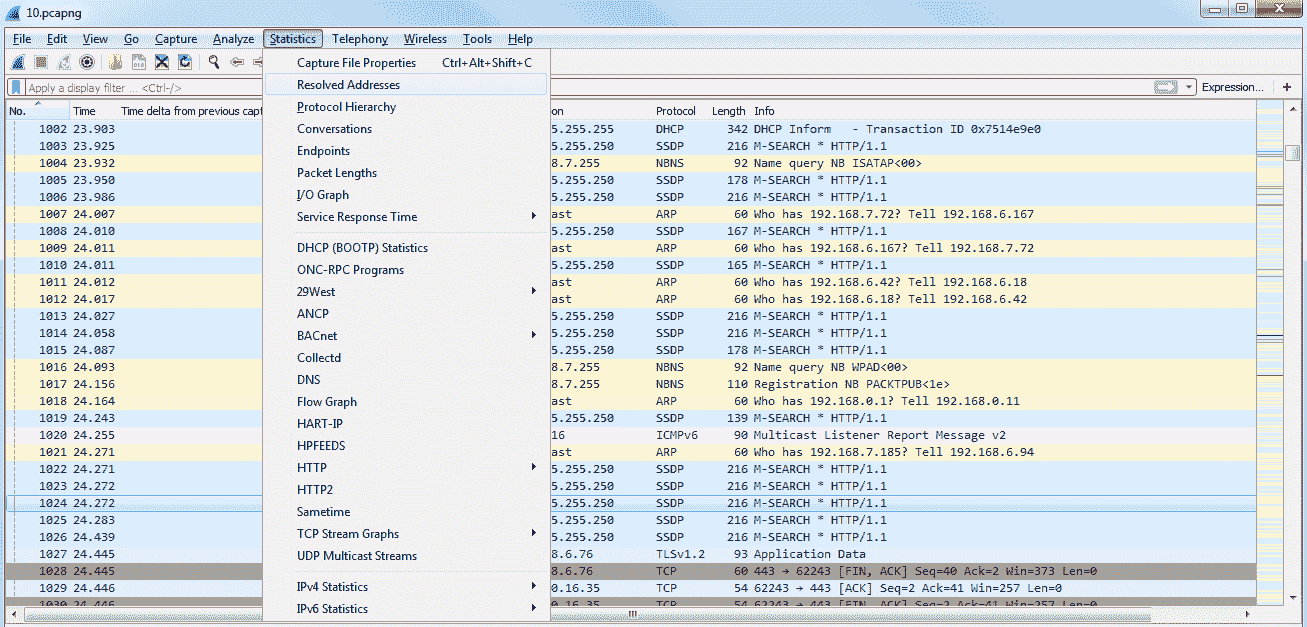 10.pcapng
File Edit View Go Capture Analyze Statistics Telephony Wireless Tools Help
Apply a display filter ... <Ctrl-/> Expression... +
No. Time Time delta from previous capt on Protocol Length Info
1002 23.903 5.255.255 DHCP 342 DHCP Inform - Transaction ID 0x7514e9e0
1003 23.925 5.255.250 SSDP 216 M-SEARCH * HTTP/1.1
1004 23.932 8.7.255 NBNS 92 Name query NB ISATAP<00>
1005 23.950 5.255.250 SSDP 178 M-SEARCH * HTTP/1.1
1006 23.986 5.255.250 SSDP 216 M-SEARCH * HTTP/1.1
1007 24.007 ast ARP 60 Who has 192.168.7.72? Tell 192.168.6.167
1008 24.010 5.255.250 SSDP 167 M-SEARCH * HTTP/1.1
1009 24.011 ast ARP 60 Who has 192.168.6.167? Tell 192.168.7.72
1010 24.011 5.255.250 SSDP 165 M-SEARCH * HTTP/1.1
1011 24.012 ast ARP 60 Who has 192.168.6.42? Tell 192.168.6.18
1012 24.017 ast ARP 60 Who has 192.168.6.18? Tell 192.168.6.42
1013 24.027 5.255.250 SSDP 216 M-SEARCH * HTTP/1.1
1014 24.058 5.255.250 SSDP 216 M-SEARCH * HTTP/1.1
1015 24.087 5.255.250 SSDP 178 M-SEARCH * HTTP/1.1
1016 24.093 8.7.255 NBNS 92 Name query NB WPAD<00>
1017 24.156 8.7.255 NBNS 110 Registration NB PACKTPUB<1e>
1018 24.164 ast ARP 60 Who has 192.168.0.1? Tell 192.168.0.11
1019 24.243 5.255.250 SSDP 139 M-SEARCH * HTTP/1.1
1020 24.255 16 ICMPv6 90 Multicast Listener Report Message v2
1021 24.271 ast ARP 60 Who has 192.168.7.185? Tell 192.168.6.94
1022 24.271 5.255.250 SSDP 216 M-SEARCH * HTTP/1.1
1023 24.272 5.255.250 SSDP 216 M-SEARCH * HTTP/1.1
1024 24.272 5.255.250 SSDP 216 M-SEARCH * HTTP/1.1
1025 24.283 5.255.250 SSDP 216 M-SEARCH * HTTP/1.1
1026 24.439 5.255.250 SSDP 216 M-SEARCH * HTTP/1.1
1027 24.445 8.6.76 TLSv1.2 93 Application Data
1028 24.445 8.6.76 TCP 60 443 → 62243 [FIN, ACK] Seq=40 Ack=2 Win=373 Len=0
1029 24.446 0.16.35 TCP 54 62243 → 443 [ACK] Seq=2 Ack=41 Win=257 Len=0
1030 24.446 0.16.35 TCP 54 62243 → 443 [FIN, ACK] Seq=2 Ack=41 Win=257 Len=0
Capture File Properties Ctrl+Alt+Shift+C
Resolved Addresses
Protocol Hierarchy
Conversations
Endpoints
Packet Lengths
I/O Graph
Service Response Time
DHCP (BOOTP) Statistics
ONC-RPC Programs
29West
ANCP
BACnet
Collectd
DNS
Flow Graph
HART-IP
HPFEEDS
HTTP
HTTP2
Sametime
TCP Stream Graphs
UDP Multicast Streams
IPv4 Statistics
IPv6 Statistics